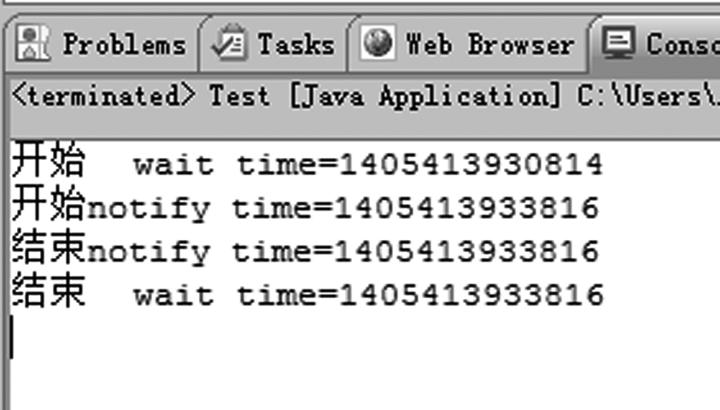 Problems Tasks Web Browser
<terminated> Test [Java Application] C:\Users\
开始 wait time=1405413930814
开始notify time=1405413933816
结束notify time=1405413933816
结束 wait time=1405413933816